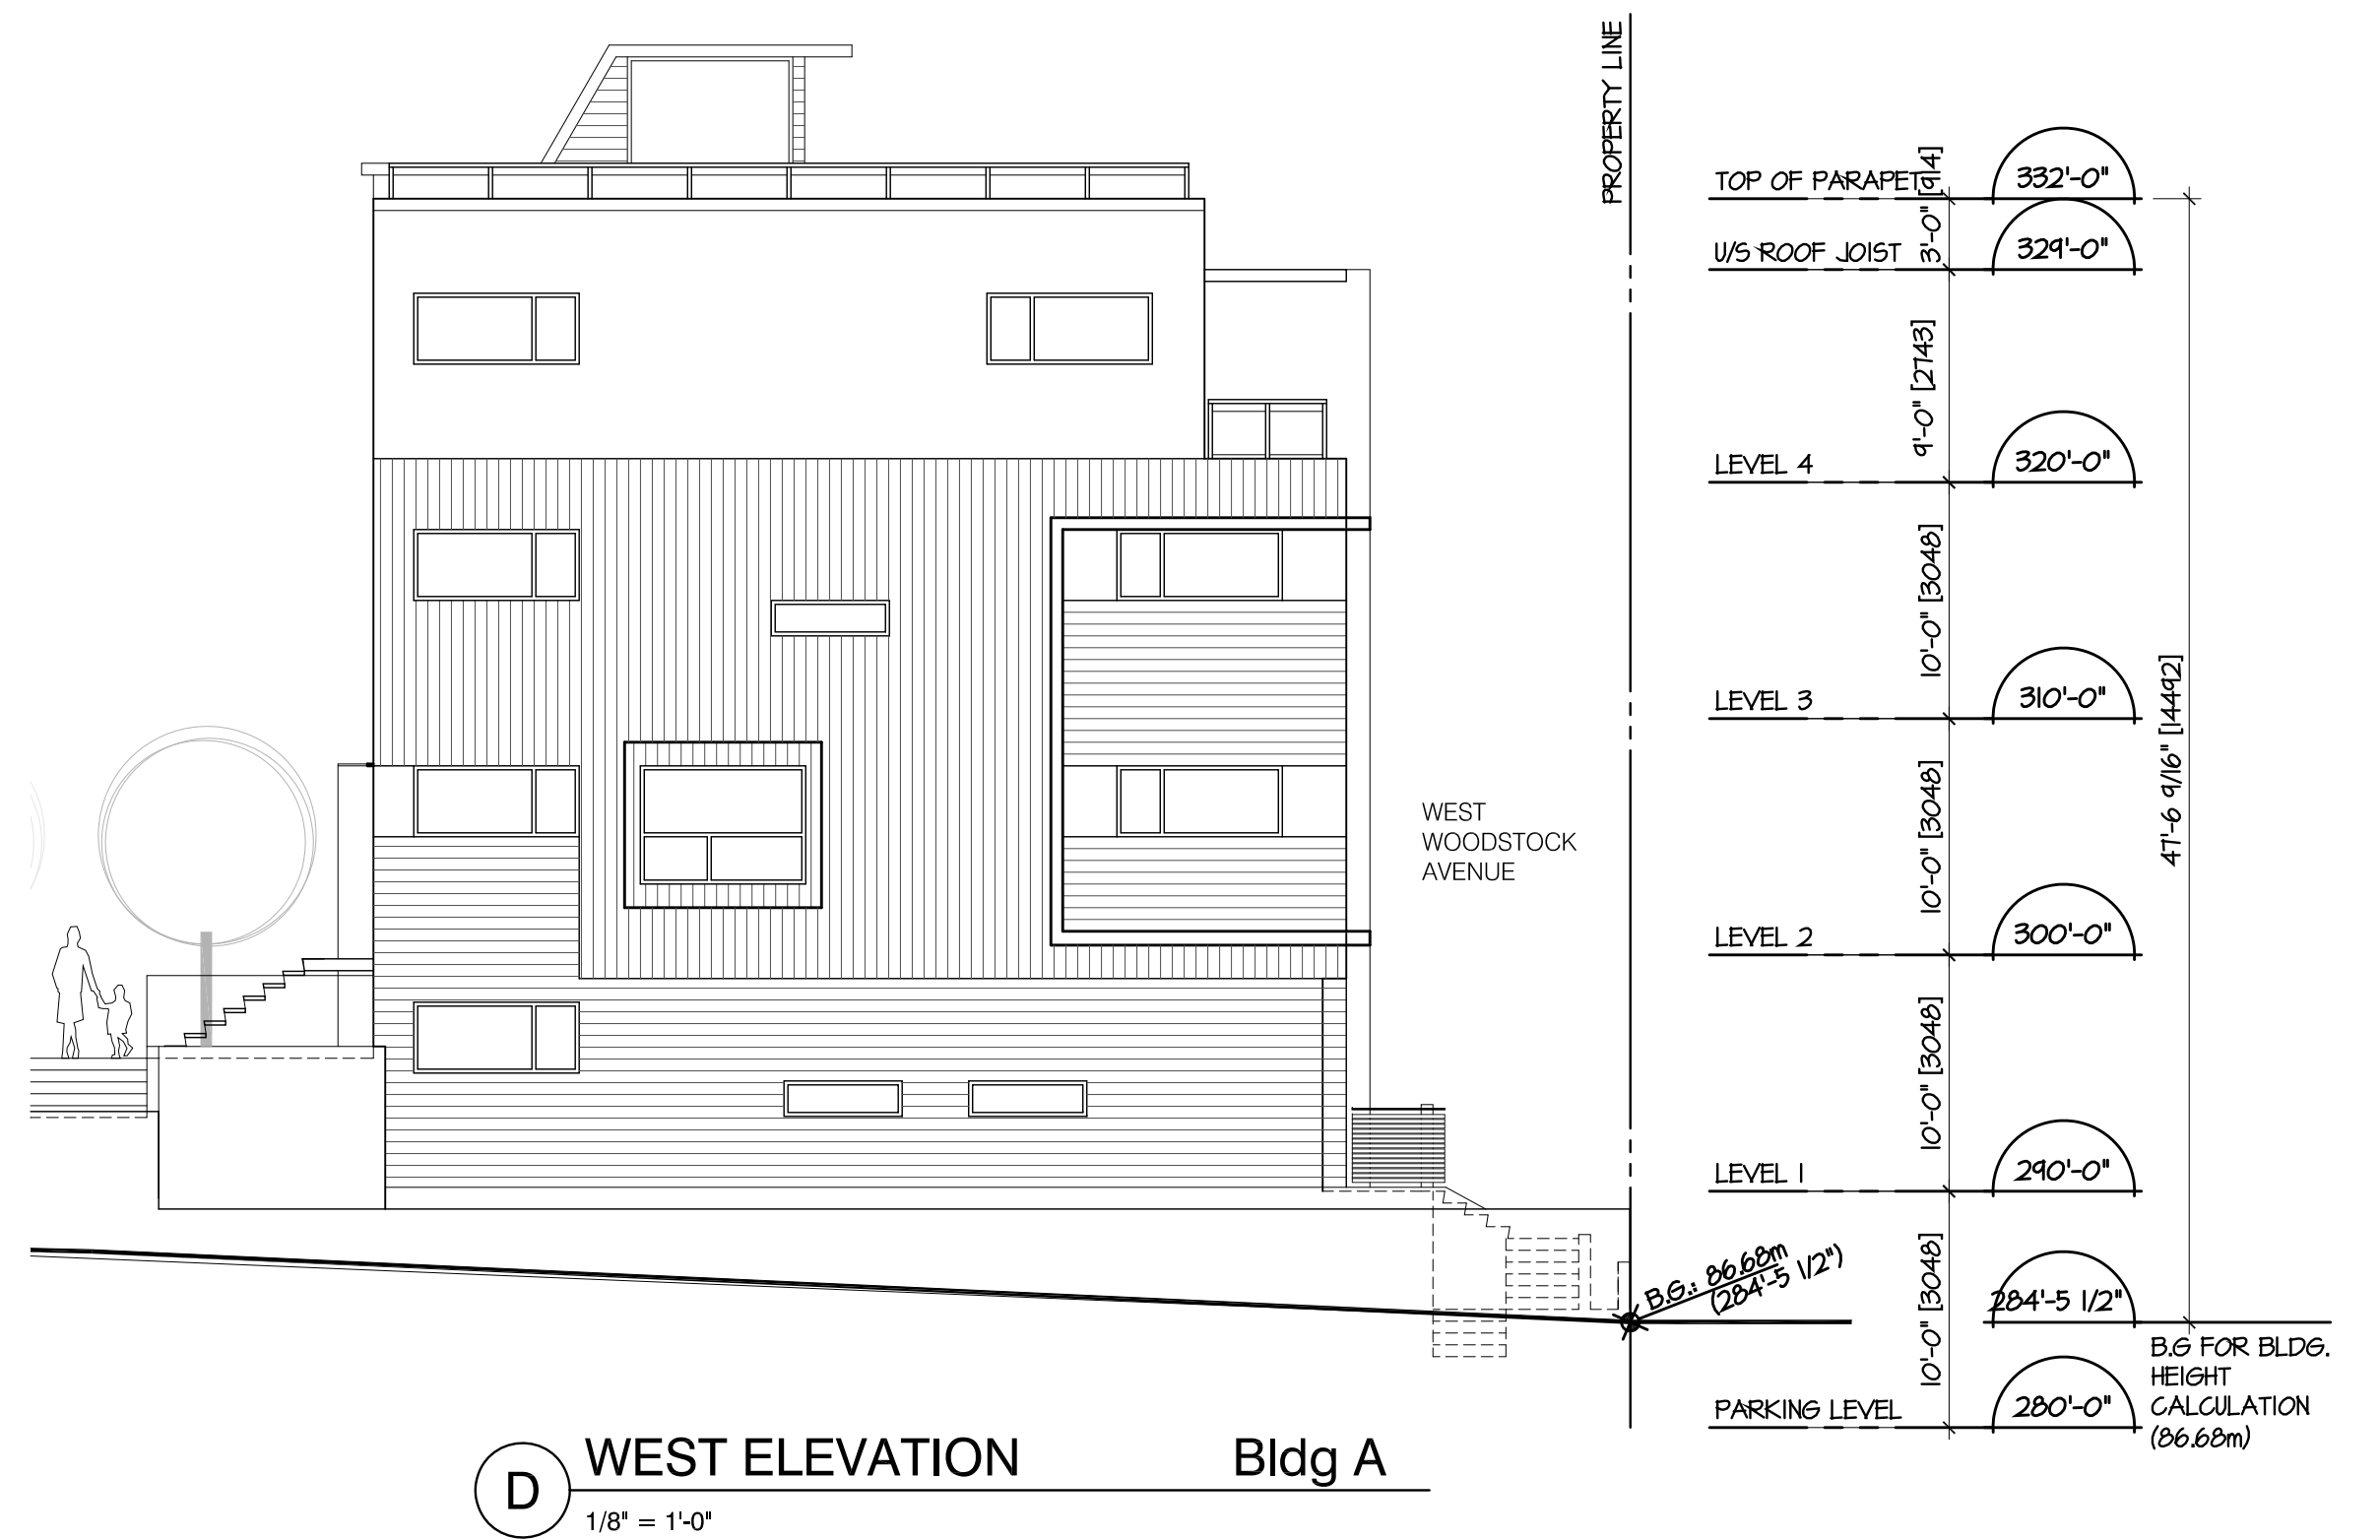 PROPERTY LINE
TOP OF PARAPET
3'-0" [914]
332'-0"
U/S ROOF JOIST
329'-0"
9'-0" [2743]
LEVEL 4
320'-0"
10'-0" [3048]
LEVEL 3
310'-0"
47'-6 9/16" [14492]
10'-0" [3048]
WEST
WOODSTOCK
AVENUE
LEVEL 2
300'-0"
10'-0" [3048]
LEVEL 1
290'-0"
B.G.: 86.68m
(284'-5 1/2")
10'-0" [3048]
284'-5 1/2"
B.G FOR BLDG.
HEIGHT
CALCULATION
(86.68m)
PARKING LEVEL
280'-0"
D
WEST ELEVATION Bldg A
1/8" = 1'-0"